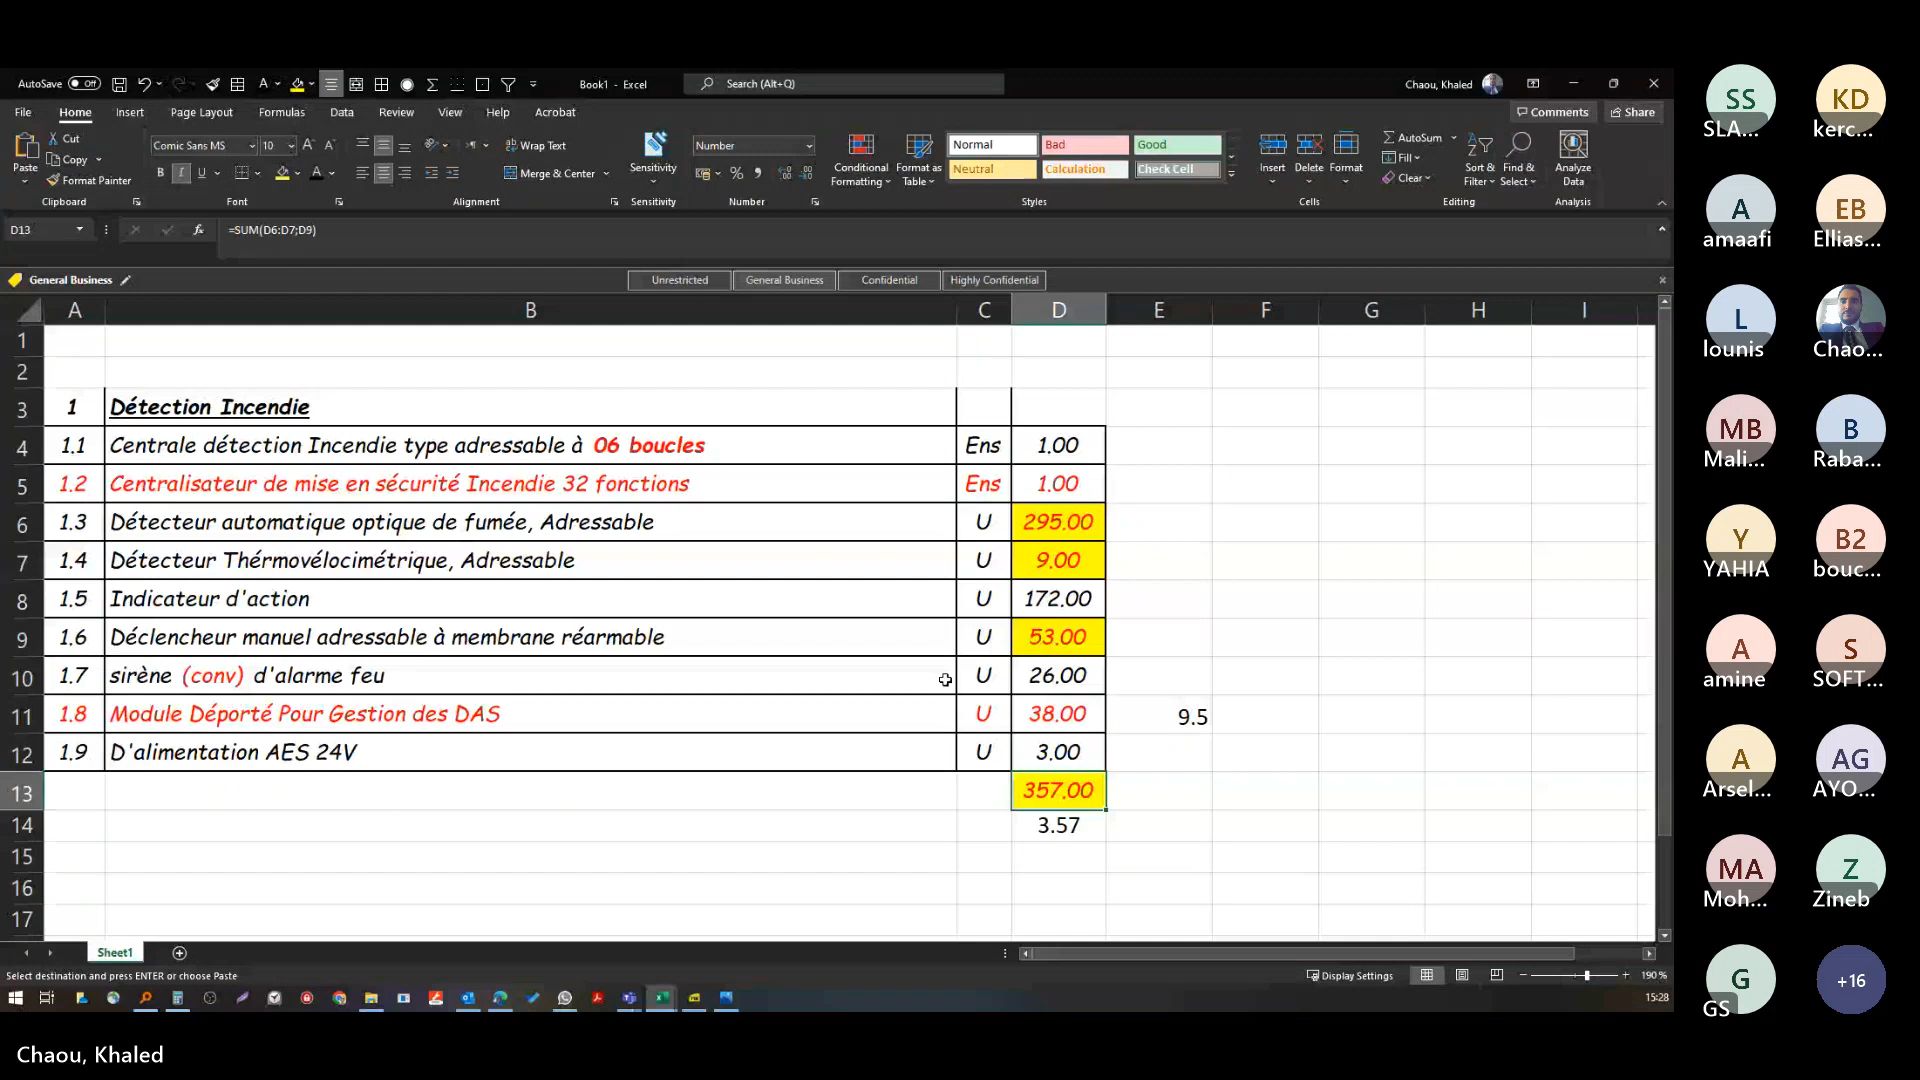 AutoSave Off Book1 - Excel Search (Alt+Q) Chaou, Khaled
File Home Insert Page Layout Formulas Data Review View Help Acrobat Comments Share
Paste Cut Copy Format Painter Clipboard
Comic Sans MS 10 Font
Wrap Text Merge & Center Alignment
Sensitivity Sensitivity
Number Number
Conditional Formatting Format as Table Normal Bad Good Neutral Calculation Check Cell Styles
Insert Delete Format Cells
AutoSum Fill Clear Sort & Filter Find & Select Editing
Analyze Data Analysis
D13 fx =SUM(D6:D7;D9)
General Business Unrestricted General Business Confidential Highly Confidential
A B C D E F G H I
1
2
3 1 Détection Incendie
4 1.1 Centrale détection Incendie type adressable à 06 boucles Ens 1.00
5 1.2 Centralisateur de mise en sécurité Incendie 32 fonctions Ens 1.00
6 1.3 Détecteur automatique optique de fumée, Adressable U 295.00
7 1.4 Détecteur Thérmovélocimétrique, Adressable U 9.00
8 1.5 Indicateur d'action U 172.00
9 1.6 Déclencheur manuel adressable à membrane réarmable U 53.00
10 1.7 sirène (conv) d'alarme feu U 26.00
11 1.8 Module Déporté Pour Gestion des DAS U 38.00 9.5
12 1.9 D'alimentation AES 24V U 3.00
13 357.00
14 3.57
15
16
17
Sheet1
Select destination and press ENTER or choose Paste Display Settings 190 %
15:28
Chaou, Khaled
SS KD
SLA... kerc...
A EB
amaafi Ellias...
L
lounis Chao...
MB B
Mali... Raba...
Y B2
YAHIA bouc...
A S
amine SOFT...
A AG
Arsel... AYO...
MA Z
Moh... Zineb
G +16
GS